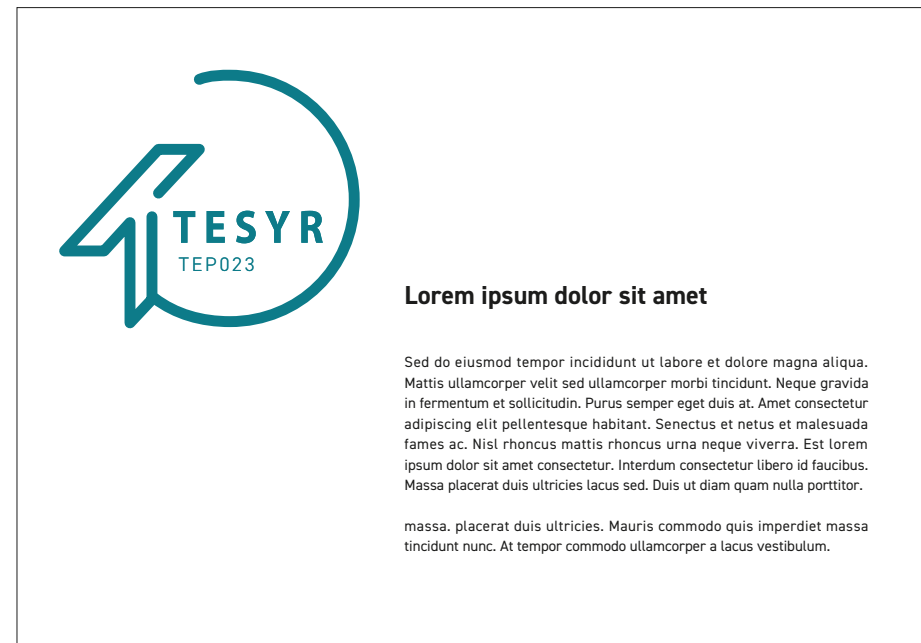 TESYR
TEP023
Lorem ipsum dolor sit amet
Sed do eiusmod tempor incididunt ut labore et dolore magna aliqua.
Mattis ullamcorper velit sed ullamcorper morbi tincidunt. Neque gravida
in fermentum et sollicitudin. Purus semper eget duis at. Amet consectetur
adipiscing elit pellentesque habitant. Senectus et netus et malesuada
fames ac. Nisl rhoncus mattis rhoncus urna neque viverra. Est lorem
ipsum dolor sit amet consectetur. Interdum consectetur libero id faucibus.
Massa placerat duis ultricies lacus sed. Duis ut diam quam nulla porttitor.
massa. placerat duis ultricies. Mauris commodo quis imperdiet massa
tincidunt nunc. At tempor commodo ullamcorper a lacus vestibulum.